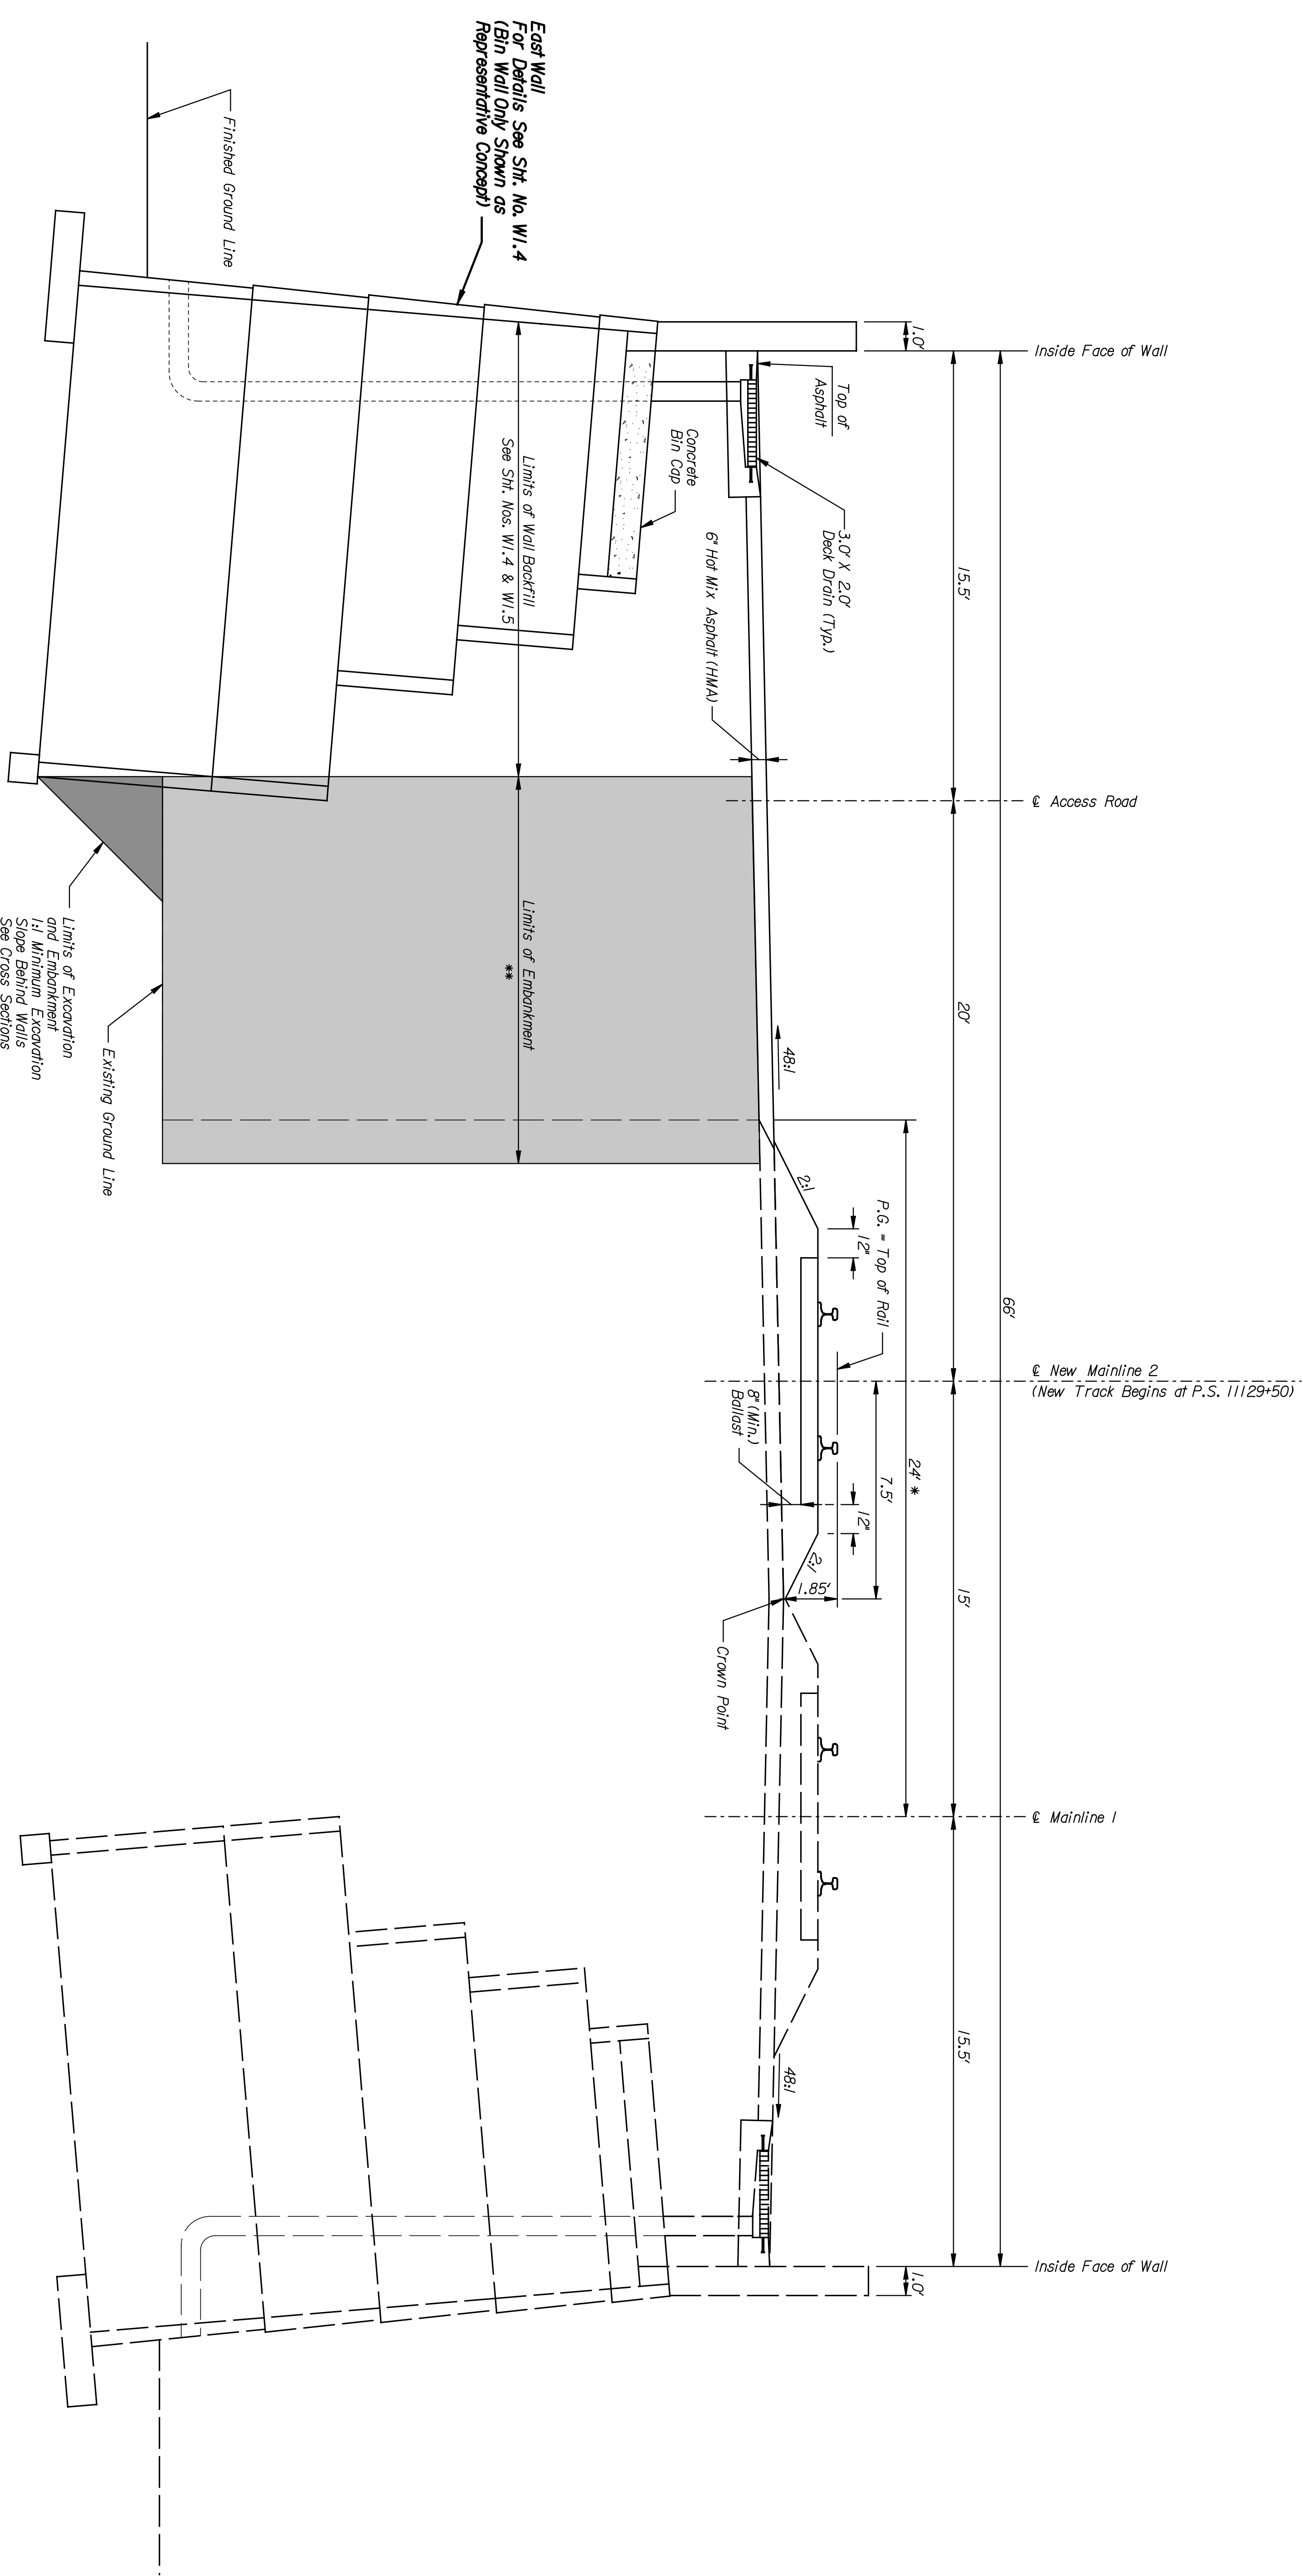 Inside Face of Wall
℄ Access Road
℄ New Mainline 2
(New Track Begins at P.S. 11129+50)
℄ Mainline 1
Inside Face of Wall
66'
15.5'
20'
15'
15.5'
1.0'
24' *
1.0'
7.5'
Top of
Asphalt
3.0' X 2.0'
Deck Drain (Typ.)
P.G. = Top of Rail
12"
12"
2:1
2:1
1.85'
48:1
48:1
8" (Min.)
Ballast
Crown Point
6" Hot Mix Asphalt (HMA)
Concrete
Bin Cap
East Wall
For Details See Sht. No. W1.4
(Bin Wall Only Shown as
Representative Concept)
Limits of Wall Backfill
See Sht. Nos. W1.4 & W1.5
Limits of Embankment
**
Finished Ground Line
Existing Ground Line
Limits of Excavation
and Embankment
1:1 Minimum Excavation
Slope Behind Walls
See Cross Sections